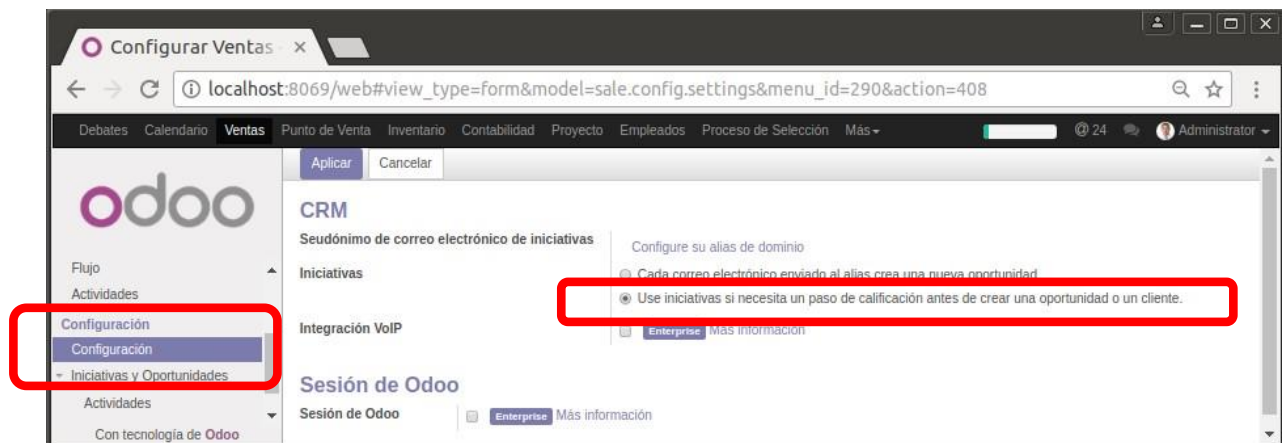 Configurar Ventas
localhost:8069/web#view_type=form&model=sale.config.settings&menu_id=290&action=408
Debates Calendario Ventas Punto de Venta Inventario Contabilidad Proyecto Empleados Proceso de Selección Más @ 24 Administrator
odoo
Aplicar Cancelar
CRM
Seudónimo de correo electrónico de iniciativas Configure su alias de dominio
Flujo
Iniciativas Cada correo electrónico enviado al alias crea una nueva oportunidad
Actividades
Use iniciativas si necesita un paso de calificación antes de crear una oportunidad o un cliente.
Configuración
Integración VoIP Enterprise Más información
Configuración
Iniciativas y Oportunidades
Sesión de Odoo
Actividades
Sesión de Odoo Enterprise Más información
Con tecnología de Odoo